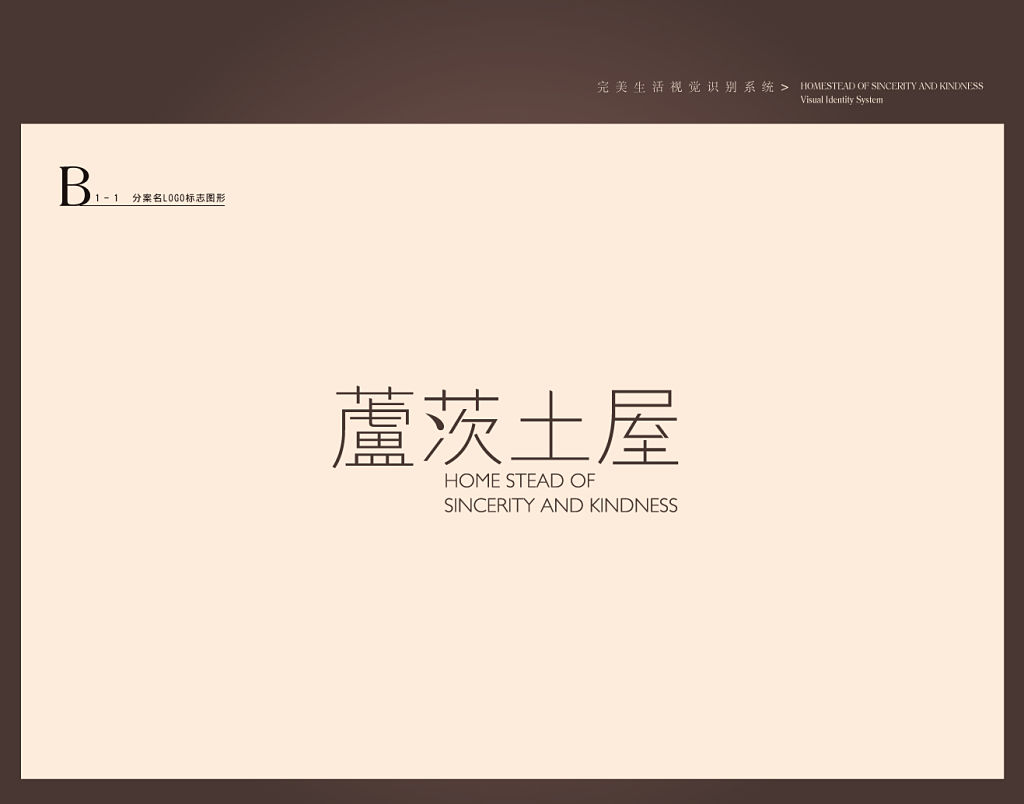 完美生活视觉识别系统> HOMESTEAD OF SINCERITY AND KINDNESS
Visual Identity System
B 1-1 分案名LOGO标志图形
蘆茨土屋
HOME STEAD OF
SINCERITY AND KINDNESS